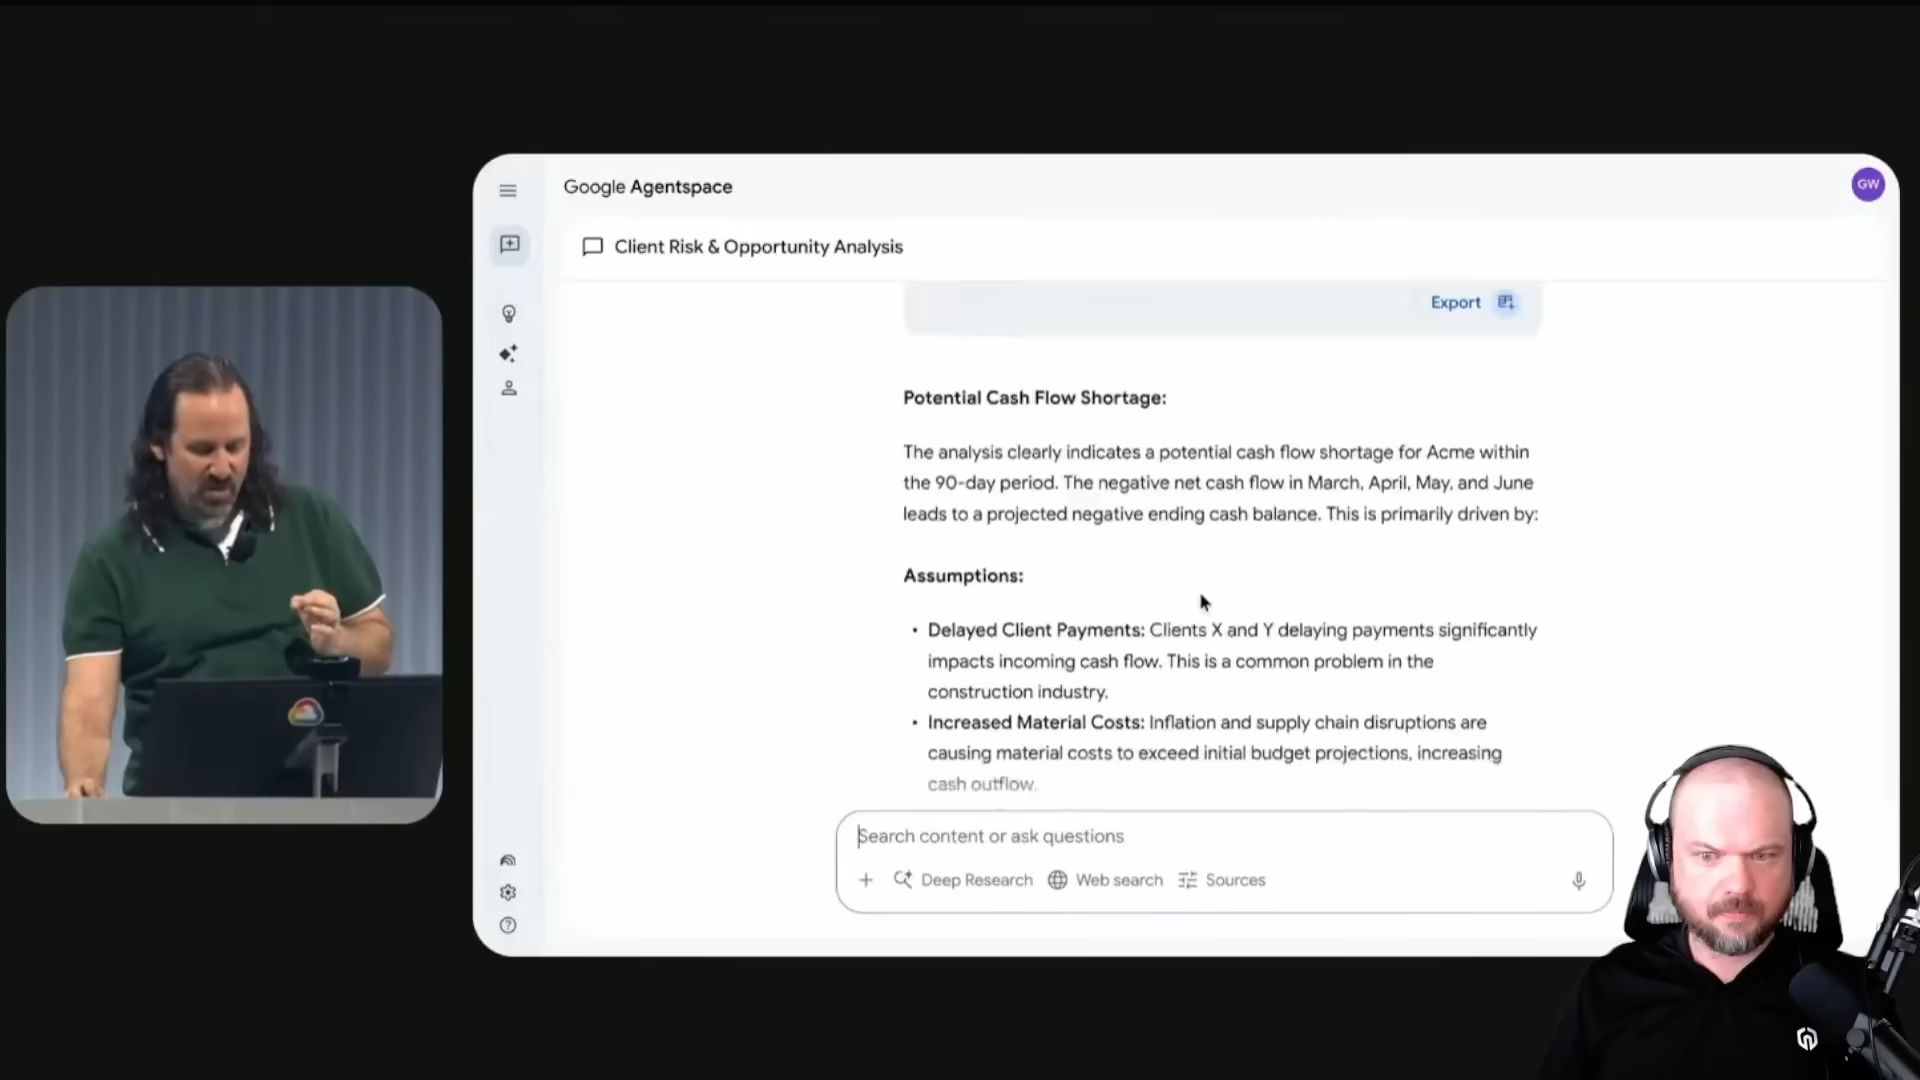 Google Agentspace
GW
Client Risk & Opportunity Analysis
Export
Potential Cash Flow Shortage:
The analysis clearly indicates a potential cash flow shortage for Acme within
the 90-day period. The negative net cash flow in March, April, May, and June
leads to a projected negative ending cash balance. This is primarily driven by:
Assumptions:
• Delayed Client Payments: Clients X and Y delaying payments significantly
impacts incoming cash flow. This is a common problem in the
construction industry.
• Increased Material Costs: Inflation and supply chain disruptions are
causing material costs to exceed initial budget projections, increasing
cash outflow.
Search content or ask questions
Deep Research Web search Sources